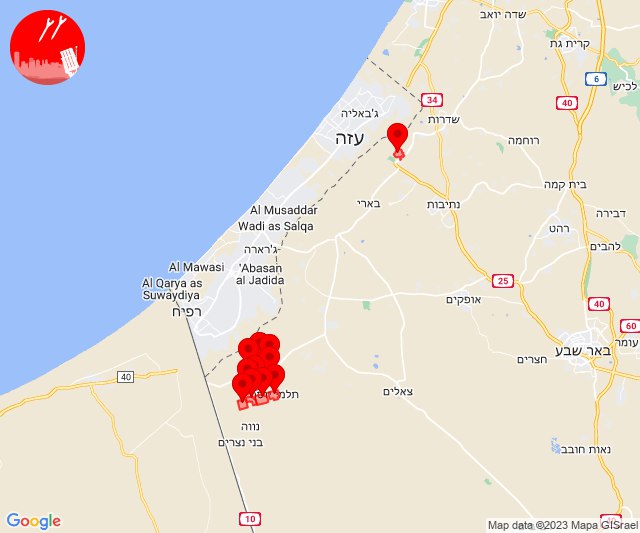 שדה יואב
קרית גת
6
לכיש
40
34
ג'באליה
שדרות
עזה
רוחמה
בית קמה
בארי
נתיבות
Al Musaddar
דבירה
Wadi as Salqa
רהט
להבים
ג'רארה
Al Mawasi
'Abasan
al Jadida
25
Al Qarya as
Suwaydiya
אופקים
40
רפיח
60
עומר
באר שבע
חצרים
40
צאלים
נווה
בני נצרים
נאות חובב
10
40
Google
Map data ©2023 Mapa GISrael